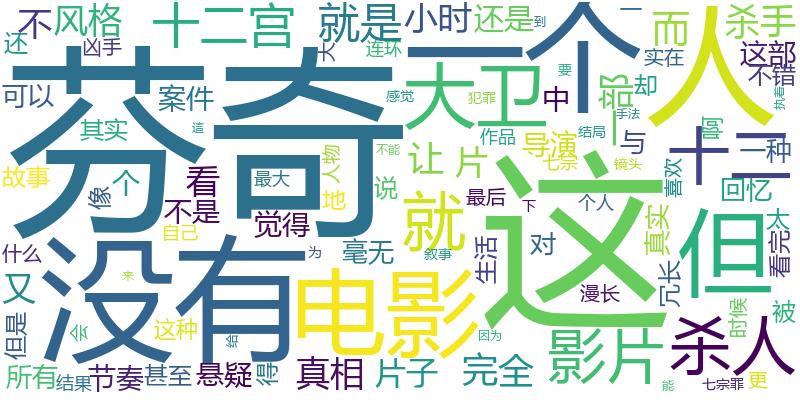 不 风格 十二宫 就是 小时 还是 一个 人 而 杀手
还 凶手 大 连环 到 一 实在 这部
可以 案件 芬奇 感觉 犯罪 大卫 中 一部 却 要 不错 执着
其实 這 作品 手法 啊
故事 像 个 看 最大 人物 不能 让 片 导演 七宗 结局 与 镜头 十二 一种
不是 地 说 就 最后 这 个人 下 喜欢 回忆
自己 觉得 毫无 叙事 生活 对 真实 但 太
什么 没有 为 电影 漫长 冗长 看完
又 来 时候 被
但是 会 这种 给 因为 影片 杀人
所有 结果 节奏 甚至 悬疑 得 真相 片子 完全 能 七宗罪 更